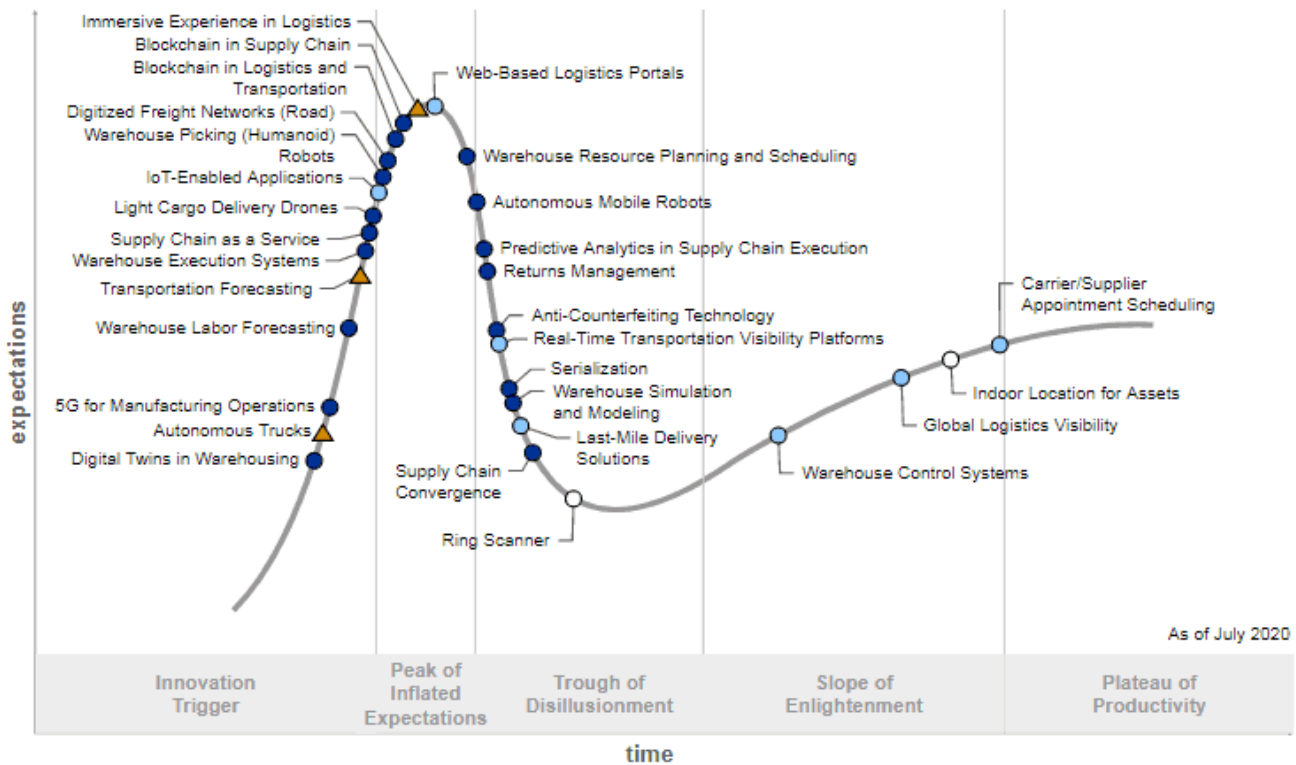 Immersive Experience in Logistics
Blockchain in Supply Chain
Blockchain in Logistics and
Transportation
Digitized Freight Networks (Road)
Warehouse Picking (Humanoid)
Robots
IoT-Enabled Applications
Light Cargo Delivery Drones
Supply Chain as a Service
Warehouse Execution Systems
Transportation Forecasting
Warehouse Labor Forecasting
5G for Manufacturing Operations
Autonomous Trucks
Digital Twins in Warehousing
Web-Based Logistics Portals
Warehouse Resource Planning and Scheduling
Autonomous Mobile Robots
Predictive Analytics in Supply Chain Execution
Returns Management
Anti-Counterfeiting Technology
Real-Time Transportation Visibility Platforms
Serialization
Warehouse Simulation
and Modeling
Last-Mile Delivery
Solutions
Supply Chain
Convergence
Ring Scanner
Carrier/Supplier
Appointment Scheduling
Indoor Location for Assets
Global Logistics Visibility
Warehouse Control Systems
expectations
As of July 2020
Innovation
Trigger
Peak of
Inflated
Expectations
Trough of
Disillusionment
Slope of
Enlightenment
Plateau of
Productivity
time